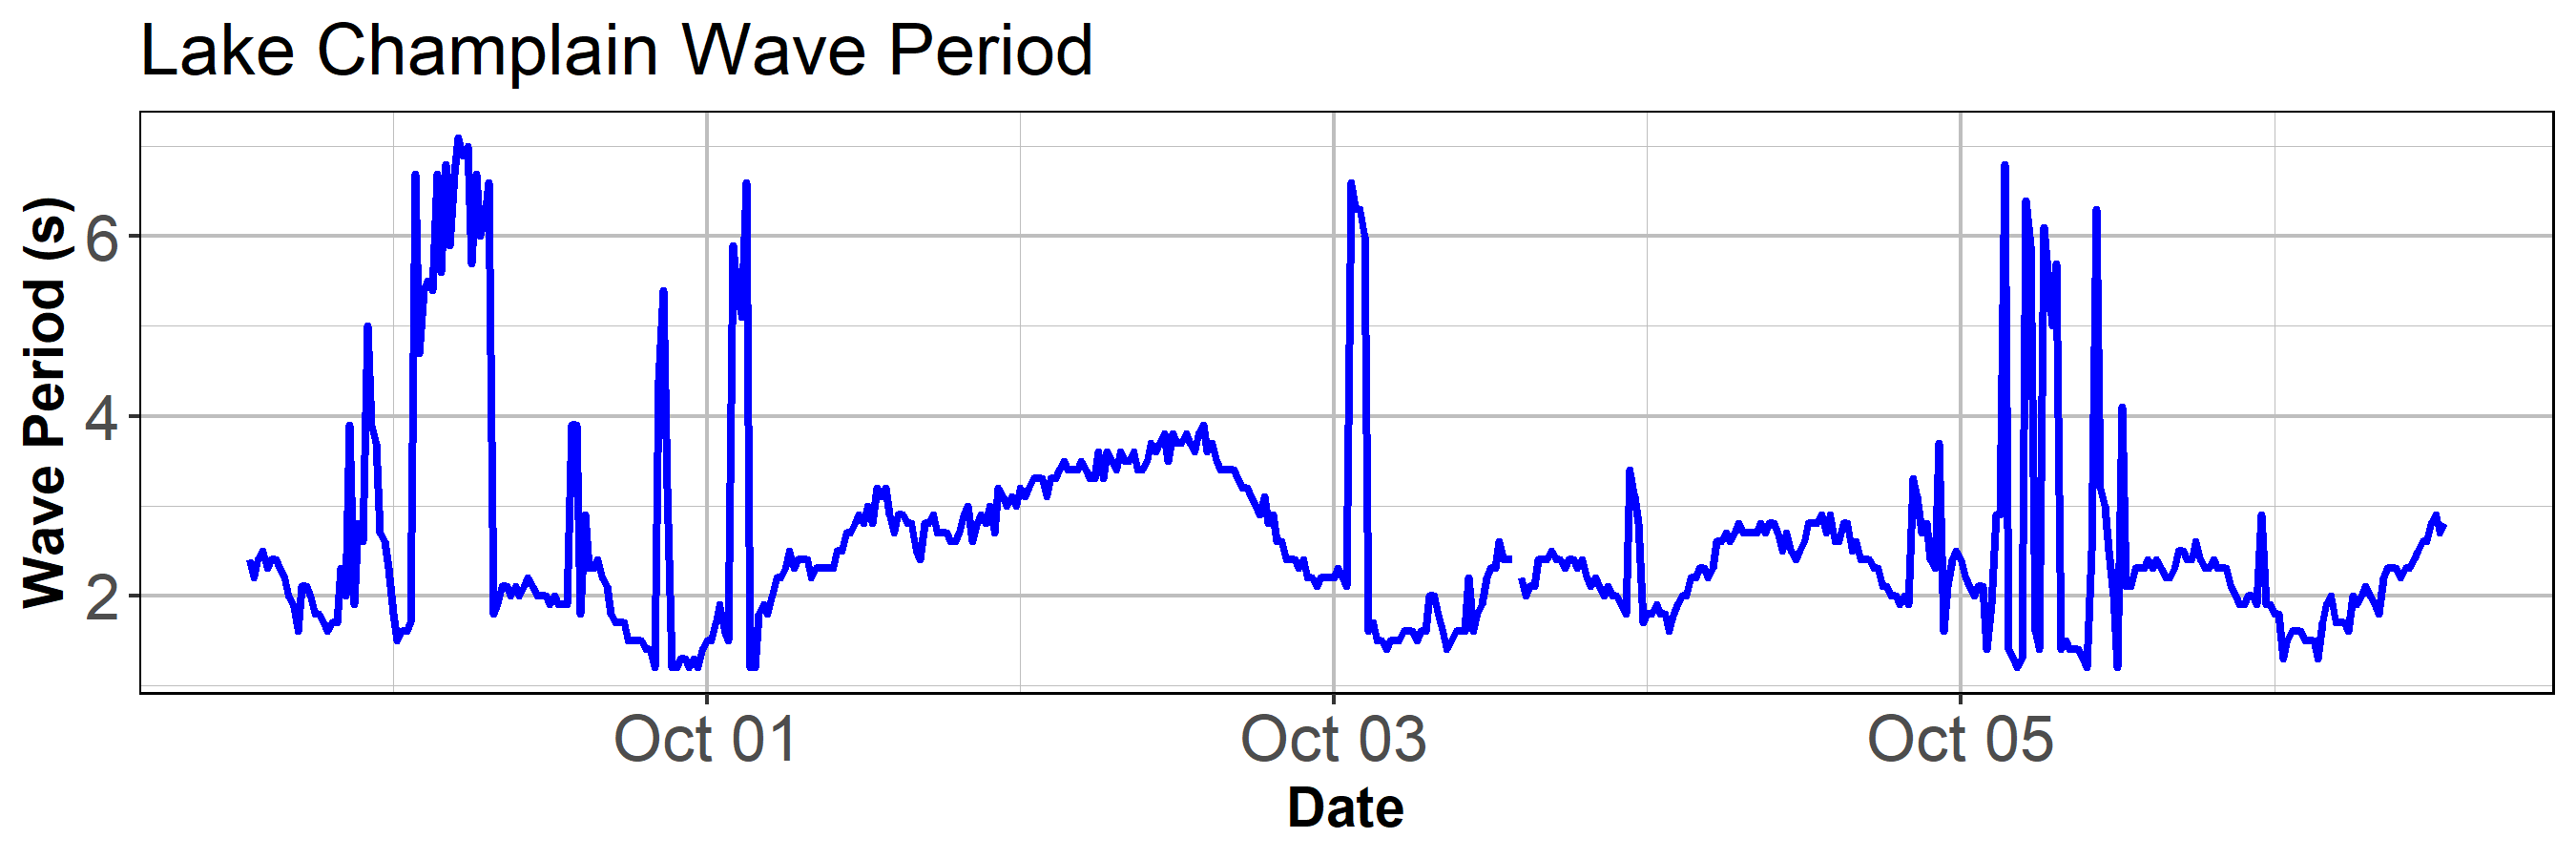 Lake Champlain Wave Period
Wave Period (s)
6
4
2
Oct 01
Oct 03
Oct 05
Date